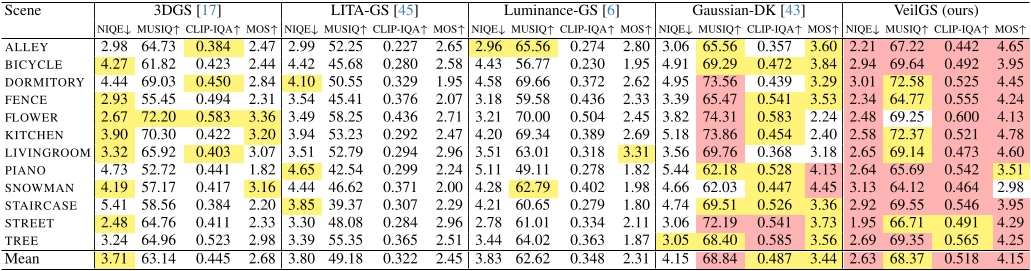 Scene 3DGS [17] LITA-GS [45] Luminance-GS [6] Gaussian-DK [43] VeilGS (ours)
NIQE↓ MUSIQ↑ CLIP-IQA↑ MOS↑ NIQE↓ MUSIQ↑ CLIP-IQA↑ MOS↑ NIQE↓ MUSIQ↑ CLIP-IQA↑ MOS↑ NIQE↓ MUSIQ↑ CLIP-IQA↑ MOS↑ NIQE↓ MUSIQ↑ CLIP-IQA↑ MOS↑
ALLEY 2.98 64.73 0.384 2.47 2.99 52.25 0.227 2.65 2.96 65.56 0.274 2.80 3.06 65.56 0.357 3.60 2.21 67.22 0.442 4.65
BICYCLE 4.27 61.82 0.423 2.44 4.42 45.68 0.280 2.58 4.43 56.77 0.230 1.95 4.91 69.29 0.472 3.84 2.94 69.64 0.492 3.95
DORMITORY 4.44 69.03 0.450 2.84 4.10 50.55 0.329 1.95 4.58 69.66 0.372 2.62 4.95 73.56 0.439 3.29 3.01 72.58 0.525 4.45
FENCE 2.93 55.45 0.494 2.31 3.54 45.41 0.376 2.07 3.18 59.58 0.436 2.33 3.39 65.47 0.541 3.53 2.34 64.77 0.555 4.24
FLOWER 2.67 72.20 0.583 3.36 3.49 58.25 0.436 2.71 3.21 70.00 0.504 2.45 3.82 74.31 0.583 2.24 2.48 69.25 0.600 4.13
KITCHEN 3.90 70.30 0.422 3.20 3.94 53.23 0.292 2.47 4.20 69.34 0.389 2.69 5.18 73.86 0.454 2.40 2.58 72.37 0.521 4.78
LIVINGROOM 3.32 65.92 0.403 3.07 3.51 52.79 0.294 2.96 3.51 63.01 0.318 3.31 3.56 69.76 0.368 3.18 2.65 69.14 0.473 4.60
PIANO 4.73 52.72 0.441 1.82 4.65 42.54 0.299 2.24 5.11 49.11 0.278 1.82 5.44 62.18 0.528 4.13 2.64 65.69 0.542 3.51
SNOWMAN 4.19 57.17 0.417 3.16 4.44 46.62 0.371 2.00 4.28 62.79 0.402 1.98 4.66 62.03 0.447 4.45 3.13 64.12 0.464 2.98
STAIRCASE 5.41 58.56 0.384 2.20 3.85 39.37 0.307 2.29 4.21 60.65 0.279 1.80 4.74 69.51 0.526 3.36 2.92 69.55 0.546 3.95
STREET 2.48 64.76 0.411 2.33 3.30 48.08 0.284 2.96 2.78 61.01 0.334 2.11 3.06 72.19 0.541 3.73 1.95 66.71 0.491 4.29
TREE 3.24 64.96 0.523 2.98 3.39 55.35 0.365 2.51 3.44 64.02 0.363 1.87 3.05 68.40 0.585 3.56 2.69 69.35 0.565 4.25
Mean 3.71 63.14 0.445 2.68 3.80 49.18 0.322 2.45 3.83 62.62 0.348 2.31 4.15 68.84 0.487 3.44 2.63 68.37 0.518 4.15